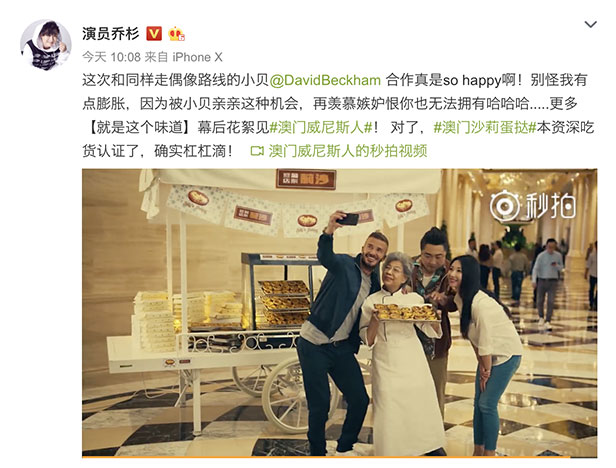 演员乔杉
今天 10:08 来自 iPhone X
这次和同样走偶像路线的小贝@DavidBeckham 合作真是so happy啊！别怪我有
点膨胀，因为被小贝亲亲这种机会，再羡慕嫉妒恨你也无法拥有哈哈哈.....更多
【就是这个味道】幕后花絮见#澳门威尼斯人#！ 对了，#澳门沙莉蛋挞#本资深吃
货认证了，确实杠杠滴！ 澳门威尼斯人的秒拍视频
秒拍